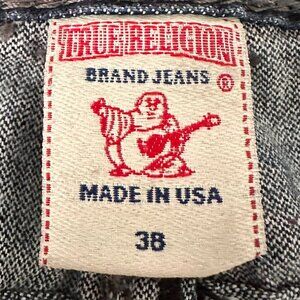 TRUE RELIGION
BRAND JEANS
®
MADE IN USA
38